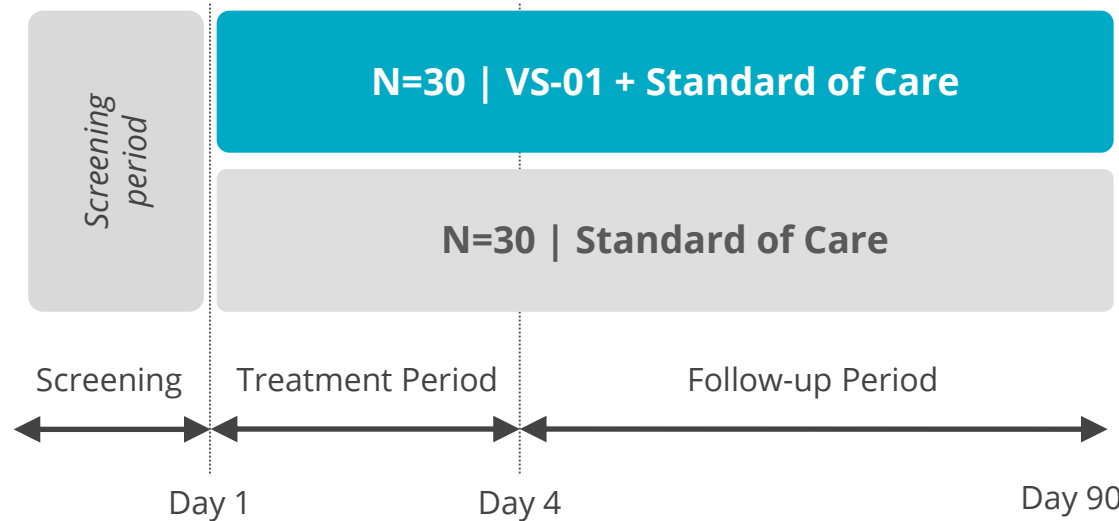 Screening
period
N=30 | VS-01 + Standard of Care
N=30 | Standard of Care
Screening
Treatment Period
Follow-up Period
Day 1
Day 4
Day 90